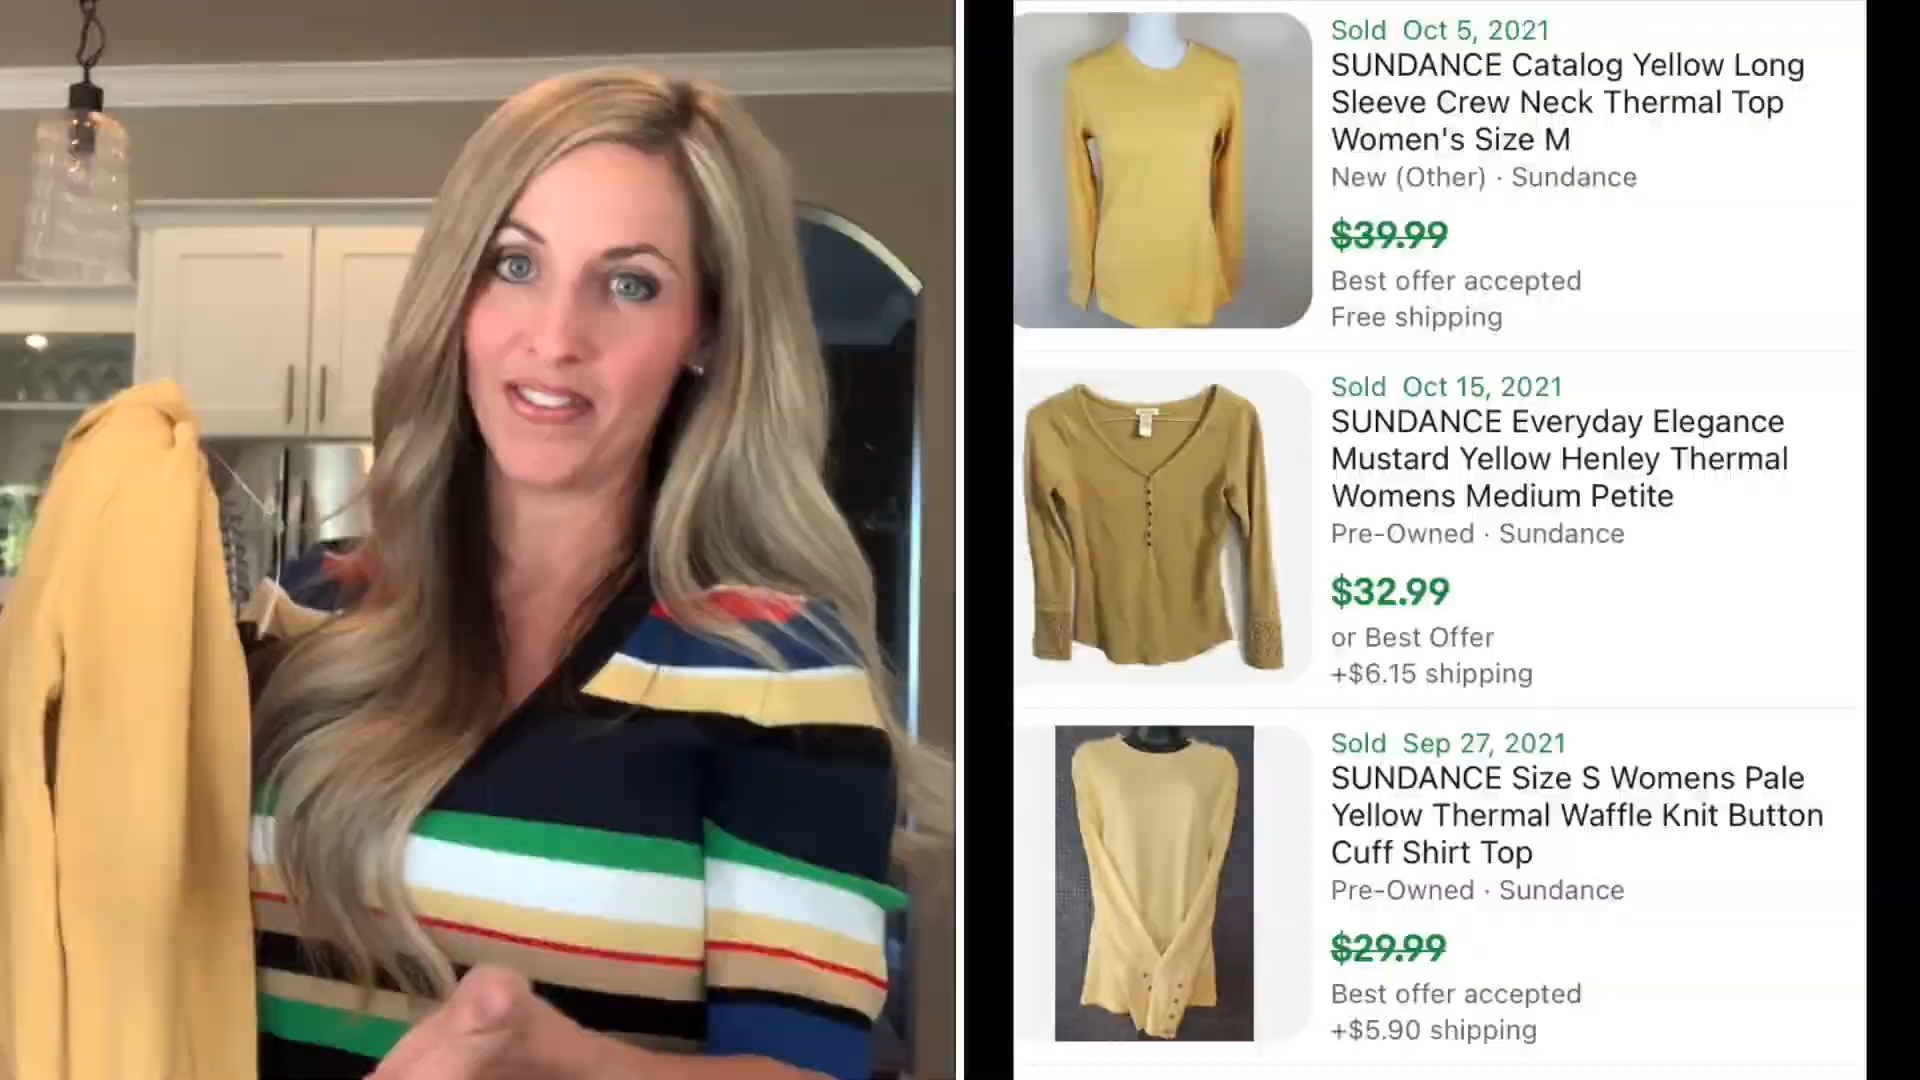 Sold Oct 5, 2021
SUNDANCE Catalog Yellow Long
Sleeve Crew Neck Thermal Top
Women's Size M
New (Other) · Sundance
$39.99
Best offer accepted
Free shipping
Sold Oct 15, 2021
SUNDANCE Everyday Elegance
Mustard Yellow Henley Thermal
Womens Medium Petite
Pre-Owned · Sundance
$32.99
or Best Offer
+$6.15 shipping
Sold Sep 27, 2021
SUNDANCE Size S Womens Pale
Yellow Thermal Waffle Knit Button
Cuff Shirt Top
Pre-Owned · Sundance
$29.99
Best offer accepted
+$5.90 shipping